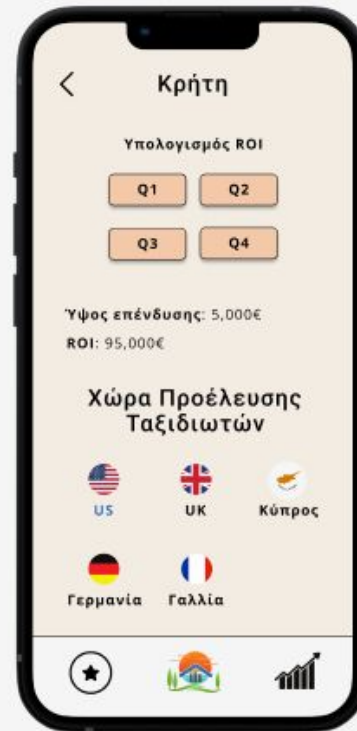 Κρήτη
Υπολογισμός ROI
Q1 Q2
Q3 Q4
Ύψος επένδυσης: 5,000€
ROI: 95,000€
Χώρα Προέλευσης
Ταξιδιωτών
US UK Κύπρος
Γερμανία Γαλλία